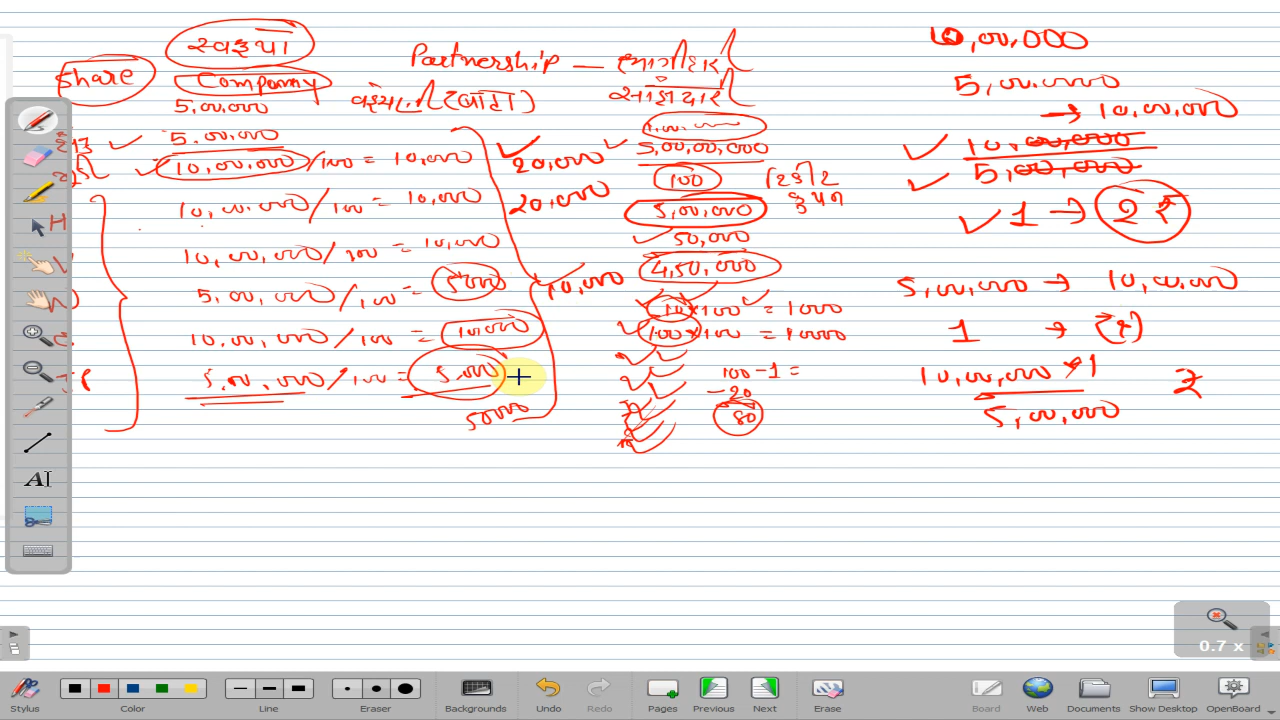 Share
Company
5,00,000
5,00,000
10,00,000/100 = 10,000
10,00,000/100 = 10,000
10,00,000/100 = 10,000
5,00,000/100 = 5000
10,00,000/100 = 10,000
5,00,000/100 = 5,000
5000
20,000
20,000
10,000
Partnership — ભાગીદાર
5,00,00,000
100
5,00,000
50,000
4,50,000
10×100 = 1000
100×100 = 10000
100-1 =
-20
80
10,00,000
5,00,000
→ 10,00,000
10,00,000
5,00,000
1 → 2 ₹
5,00,000 → 10,00,000
1 → (?)
10,00,000 × 1
5,00,000
2
0.7 x
Stylus
Color
Line
Eraser
Backgrounds
Undo
Redo
Pages
Previous
Next
Erase
Board
Web
Documents
Show Desktop
OpenBoard